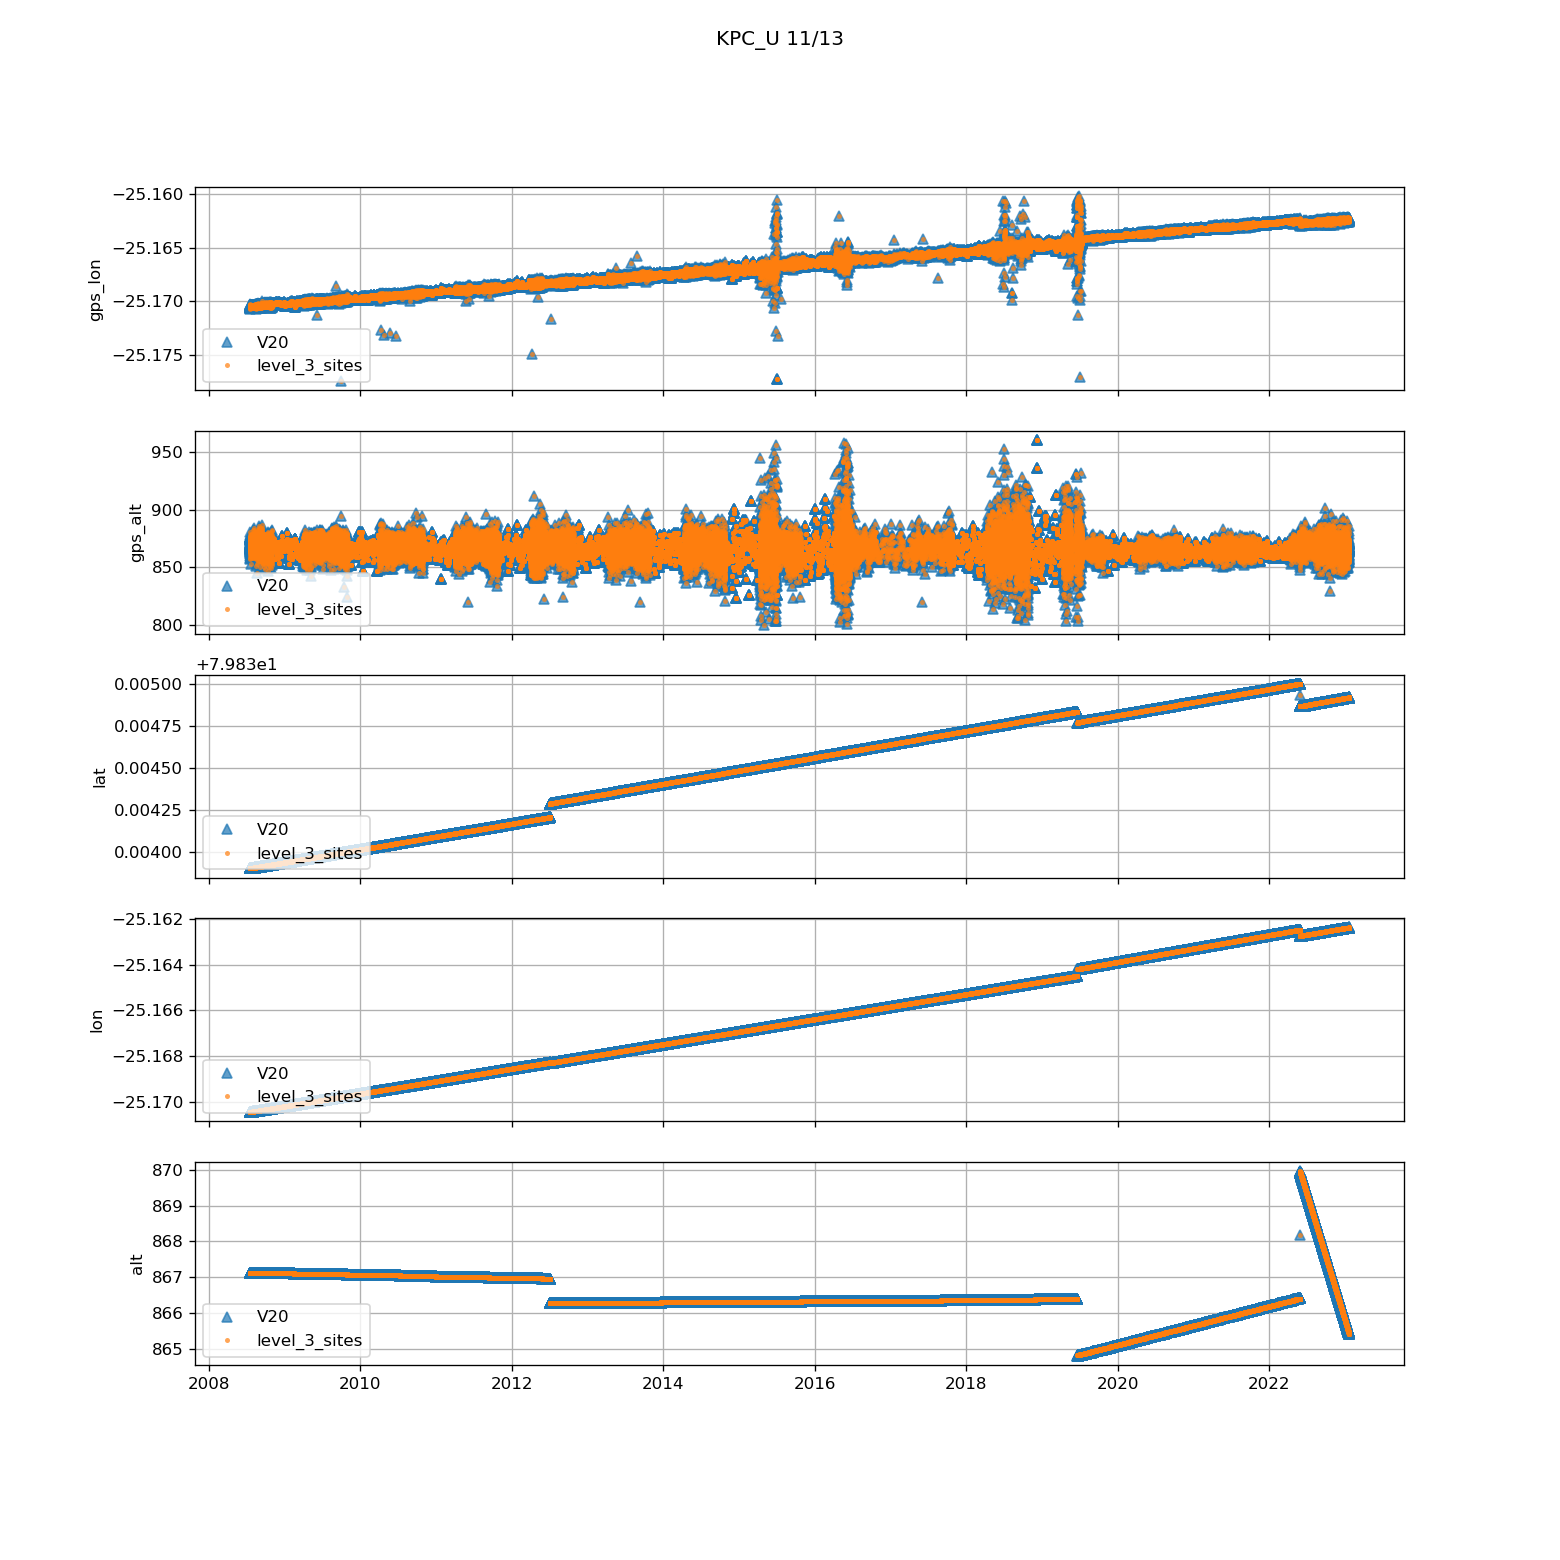 KPC_U 11/13
−25.160
−25.165
−25.170
−25.175
gps_lon
V20
level_3_sites
950
900
850
800
gps_alt
V20
level_3_sites
+7.983e1
0.00500
0.00475
0.00450
0.00425
0.00400
lat
V20
level_3_sites
−25.162
−25.164
−25.166
−25.168
−25.170
lon
V20
level_3_sites
870
869
868
867
866
865
alt
V20
level_3_sites
2008 2010 2012 2014 2016 2018 2020 2022